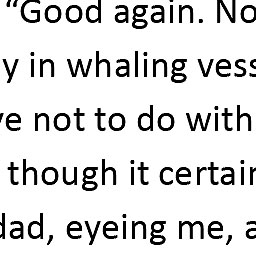 “Good again. No
y in whaling vess
ve not to do with
though it certain
dad, eyeing me, a